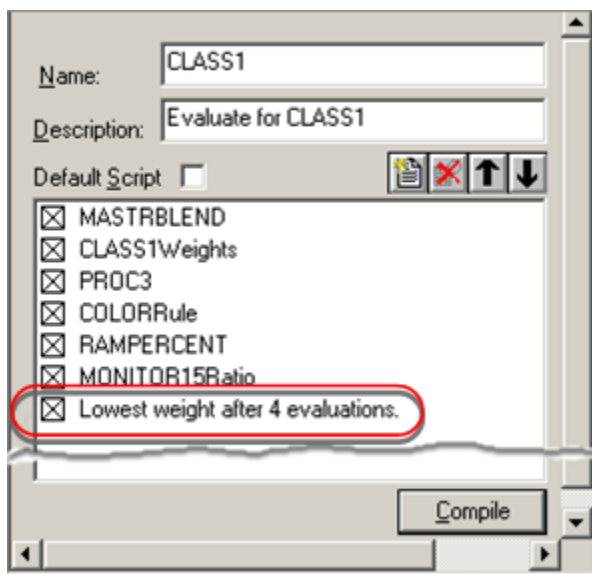 Name: CLASS1
Description: Evaluate for CLASS1
Default Script
MASTRBLEND
CLASS1Weights
PROC3
COLORRule
RAMPERCENT
MONITOR15Ratio
Lowest weight after 4 evaluations.
Compile